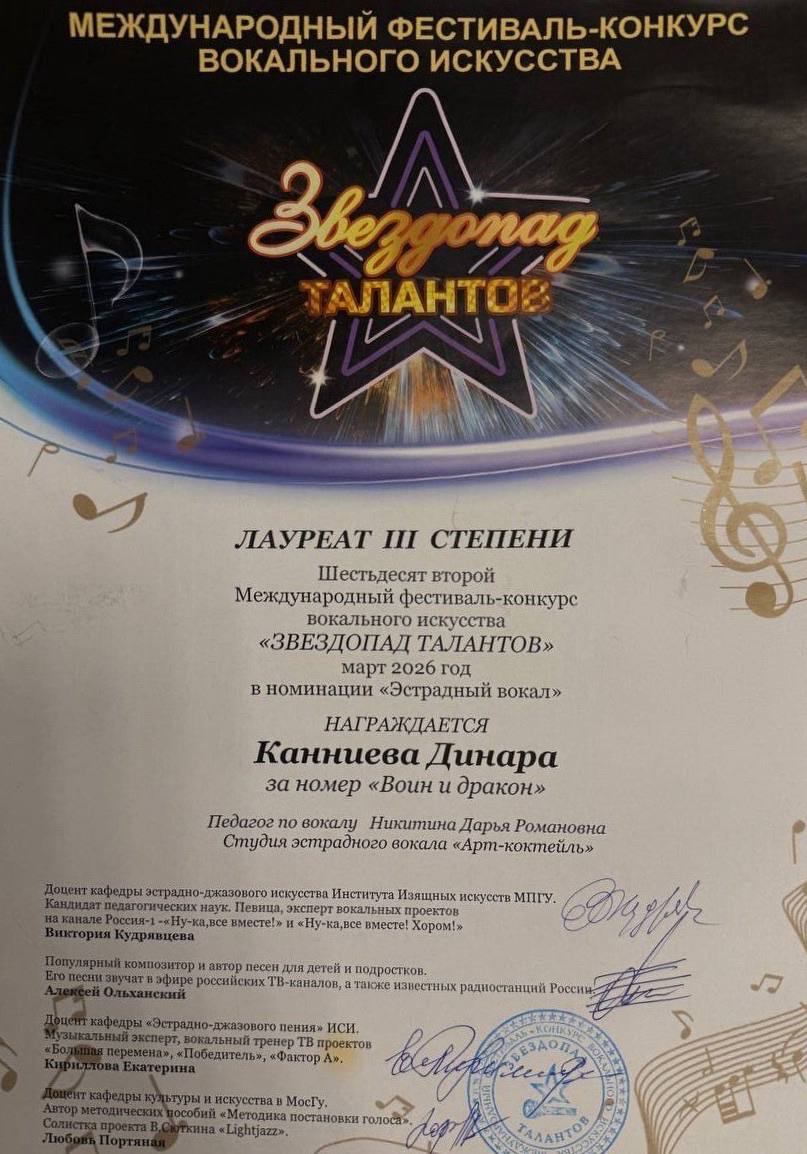 МЕЖДУНАРОДНЫЙ ФЕСТИВАЛЬ-КОНКУРС
ВОКАЛЬНОГО ИСКУССТВА
Звездопад
ТАЛАНТОВ
ЛАУРЕАТ III СТЕПЕНИ
Шестьдесят второй
Международный фестиваль-конкурс
вокального искусства
«ЗВЕЗДОПАД ТАЛАНТОВ»
март 2026 год
в номинации «Эстрадный вокал»
НАГРАЖДАЕТСЯ
Канниева Динара
за номер «Воин и дракон»
Педагог по вокалу Никитина Дарья Романовна
Студия эстрадного вокала «Арт-коктейль»
Доцент кафедры эстрадно-джазового искусства Института Изящных искусств МПГУ.
Кандидат педагогических наук. Певица, эксперт вокальных проектов
на канале Россия-1 -«Ну-ка,все вместе!» и «Ну-ка,все вместе! Хором!»
Виктория Кудрявцева
Популярный композитор и автор песен для детей и подростков.
Его песни звучат в эфире российских ТВ-каналов, а также известных радиостанций России.
Алексей Ольханский
Доцент кафедры «Эстрадно-джазового пения» ИСИ.
Музыкальный эксперт, вокальный тренер ТВ проектов
«Большая перемена», «Победитель», «Фактор А».
Кириллова Екатерина
Доцент кафедры культуры и искусства в МосГу.
Автор методических пособий «Методика постановки голоса».
Солистка проекта В.Сюткина «Lightjazz».
Любовь Портяная
ЗВЕЗДОПАД
ТАЛАНТОВ